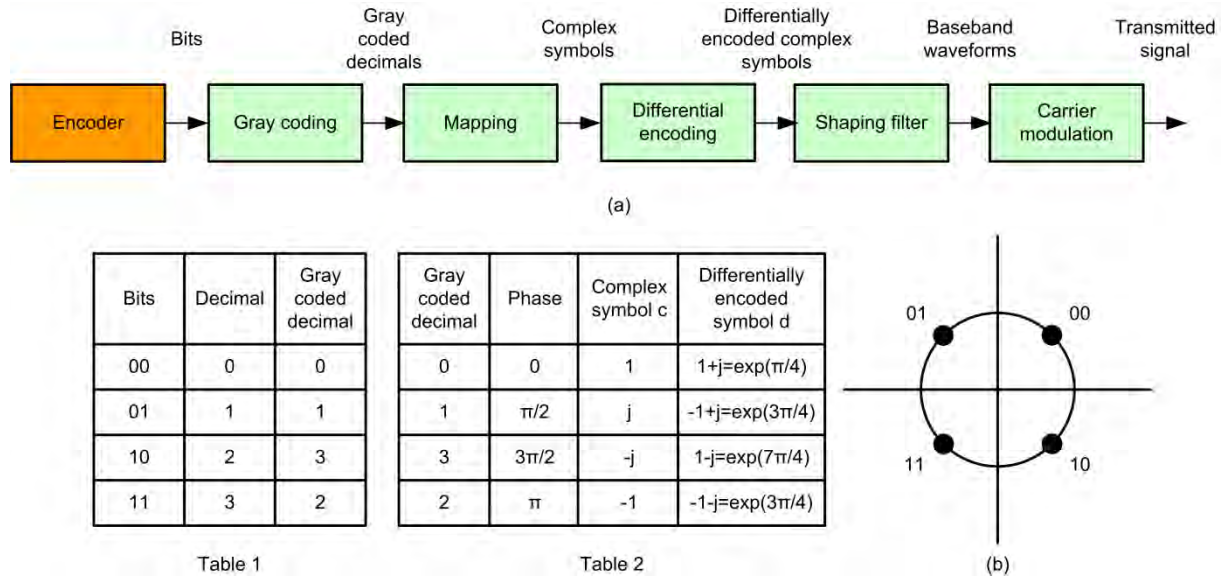 Bits
Gray
coded
decimals
Complex
symbols
Differentially
encoded complex
symbols
Baseband
waveforms
Transmitted
signal
Encoder
Gray coding
Mapping
Differential
encoding
Shaping filter
Carrier
modulation
(a)
Bits
Decimal
Gray
coded
decimal
00 0 0
01 1 1
10 2 3
11 3 2
Table 1
Gray
coded
decimal
Phase
Complex
symbol c
Differentially
encoded
symbol d
0 0 1 1+j=exp(π/4)
1 π/2 j -1+j=exp(3π/4)
3 3π/2 -j 1-j=exp(7π/4)
2 π -1 -1-j=exp(3π/4)
Table 2
01 00
11 10
(b)